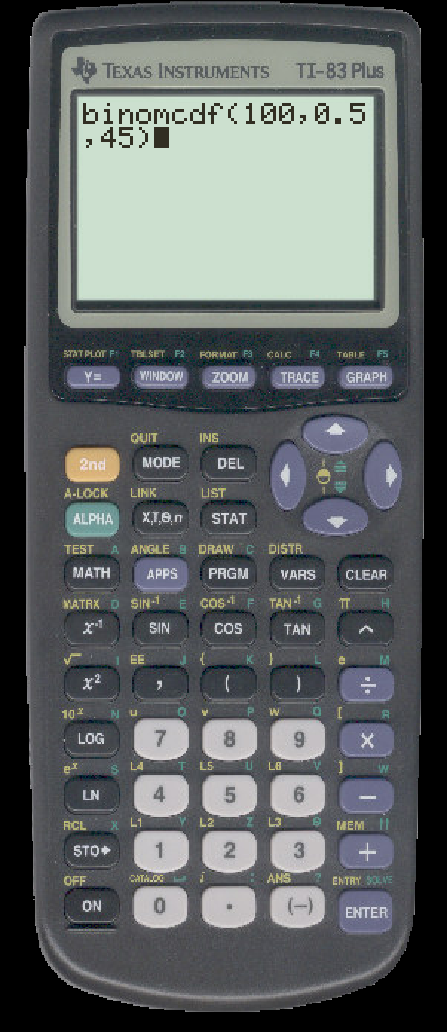 TEXAS INSTRUMENTS TI-83 Plus
binomcdf(100,0.5
,45)
STAT PLOT F1 TBLSET F2 FORMAT F3 CALC F4 TABLE F5
Y= WINDOW ZOOM TRACE GRAPH
QUIT INS
2nd MODE DEL
A-LOCK LINK LIST
ALPHA X,T,θ,n STAT
TEST A ANGLE B DRAW C DISTR
MATH APPS PRGM VARS CLEAR
MATRX D SIN-1 E COS-1 F TAN-1 G π H
x-1 SIN COS TAN ^
√ I EE J { K } L e M
x² , ( ) ÷
10x N u O v P w Q [ R
LOG 7 8 9 ×
ex S L4 T L5 U L6 V ] W
LN 4 5 6 −
RCL X L1 Y L2 Z L3 θ MEM "
STO 1 2 3 +
OFF CATALOG i : ANS ? ENTRY SOLVE
ON 0 . (−) ENTER